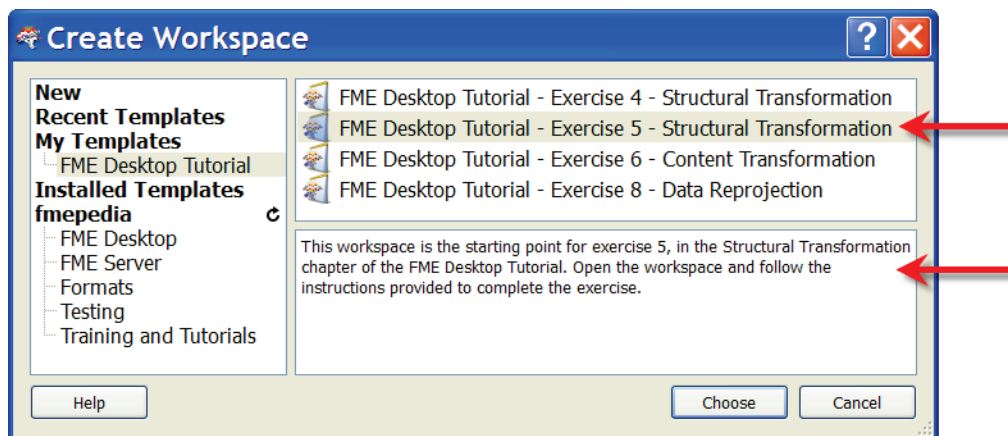 Create Workspace
New
Recent Templates
My Templates
FME Desktop Tutorial
Installed Templates
fmepedia
FME Desktop
FME Server
Formats
Testing
Training and Tutorials
FME Desktop Tutorial - Exercise 4 - Structural Transformation
FME Desktop Tutorial - Exercise 5 - Structural Transformation
FME Desktop Tutorial - Exercise 6 - Content Transformation
FME Desktop Tutorial - Exercise 8 - Data Reprojection
This workspace is the starting point for exercise 5, in the Structural Transformation
chapter of the FME Desktop Tutorial. Open the workspace and follow the
instructions provided to complete the exercise.
Help
Choose
Cancel